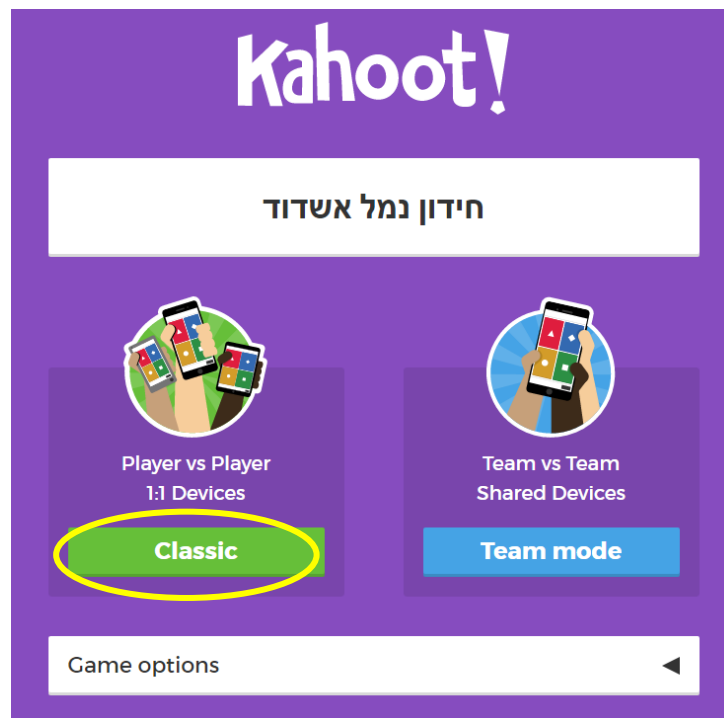 Kahoot!
חידון נמל אשדוד
Player vs Player
1:1 Devices
Classic
Team vs Team
Shared Devices
Team mode
Game options